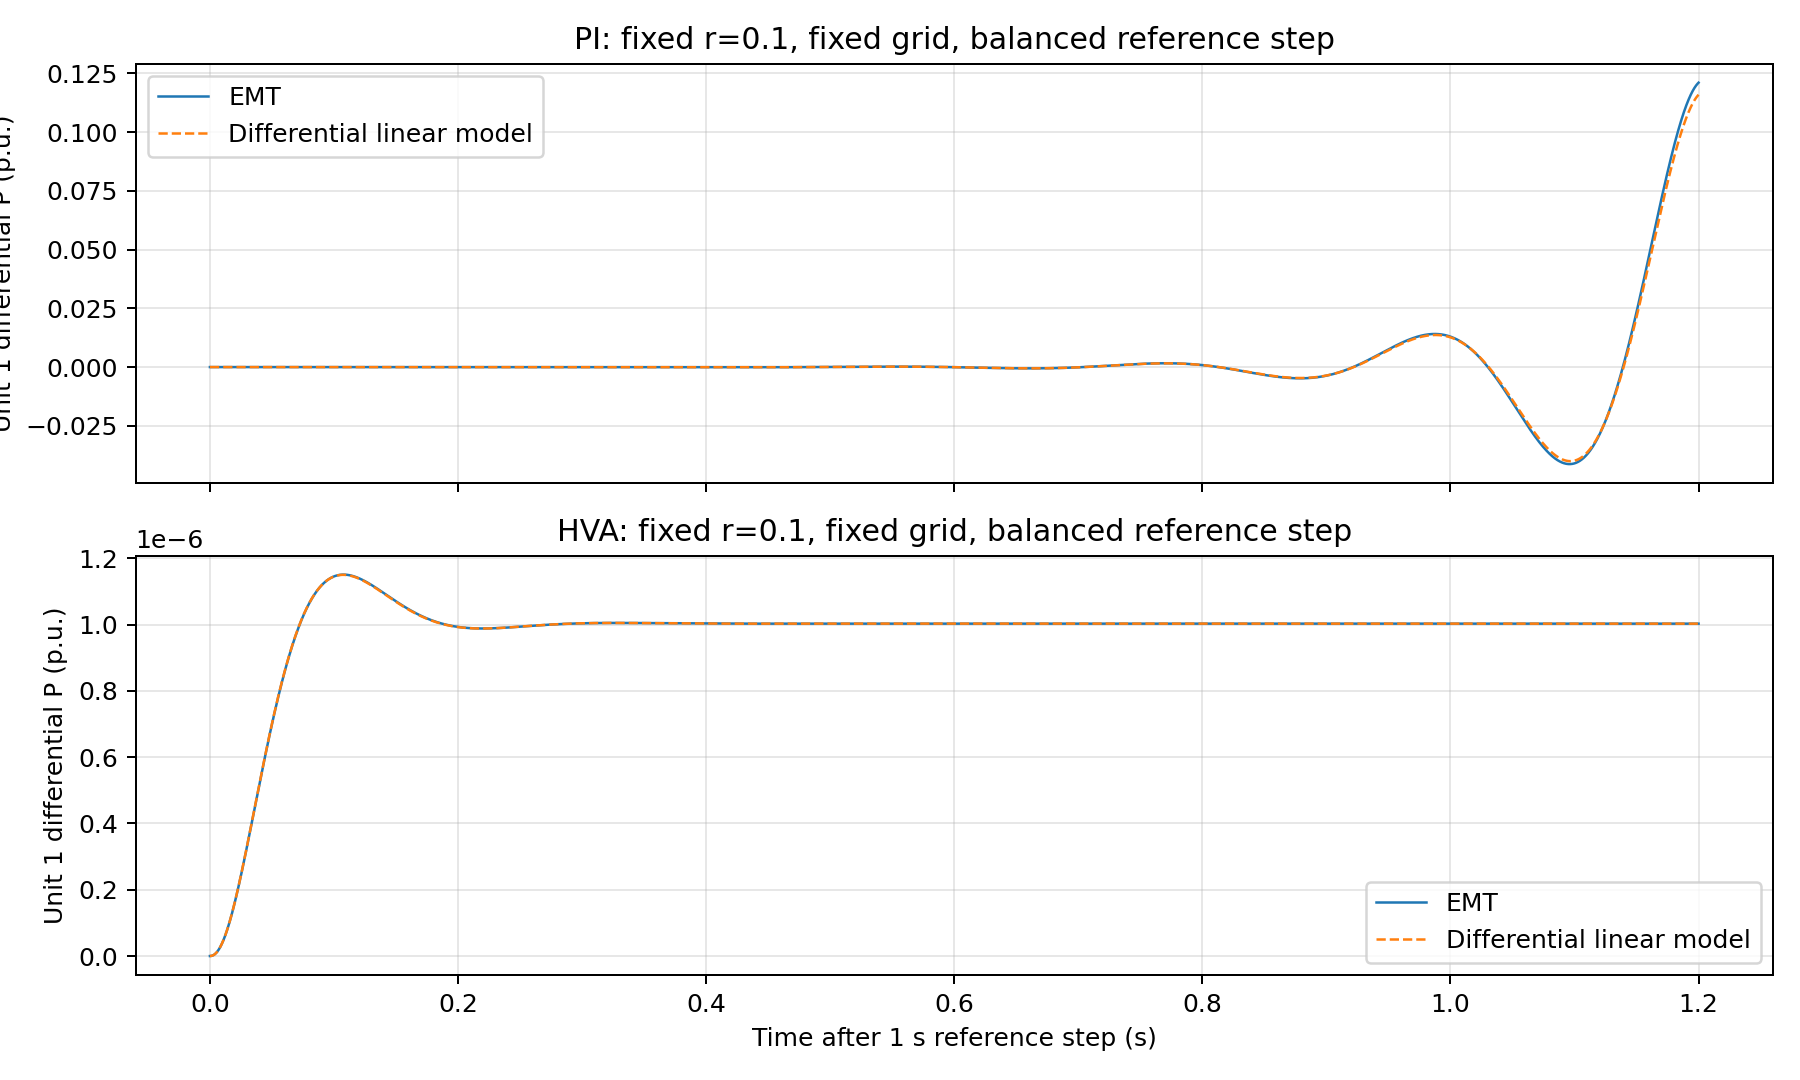 PI: fixed r=0.1, fixed grid, balanced reference step
0.125
0.100
0.075
0.050
0.025
0.000
−0.025
Unit 1 differential P (p.u.)
EMT
Differential linear model
HVA: fixed r=0.1, fixed grid, balanced reference step
1e−6
1.2
1.0
0.8
0.6
0.4
0.2
0.0
Unit 1 differential P (p.u.)
EMT
Differential linear model
0.0 0.2 0.4 0.6 0.8 1.0 1.2
Time after 1 s reference step (s)